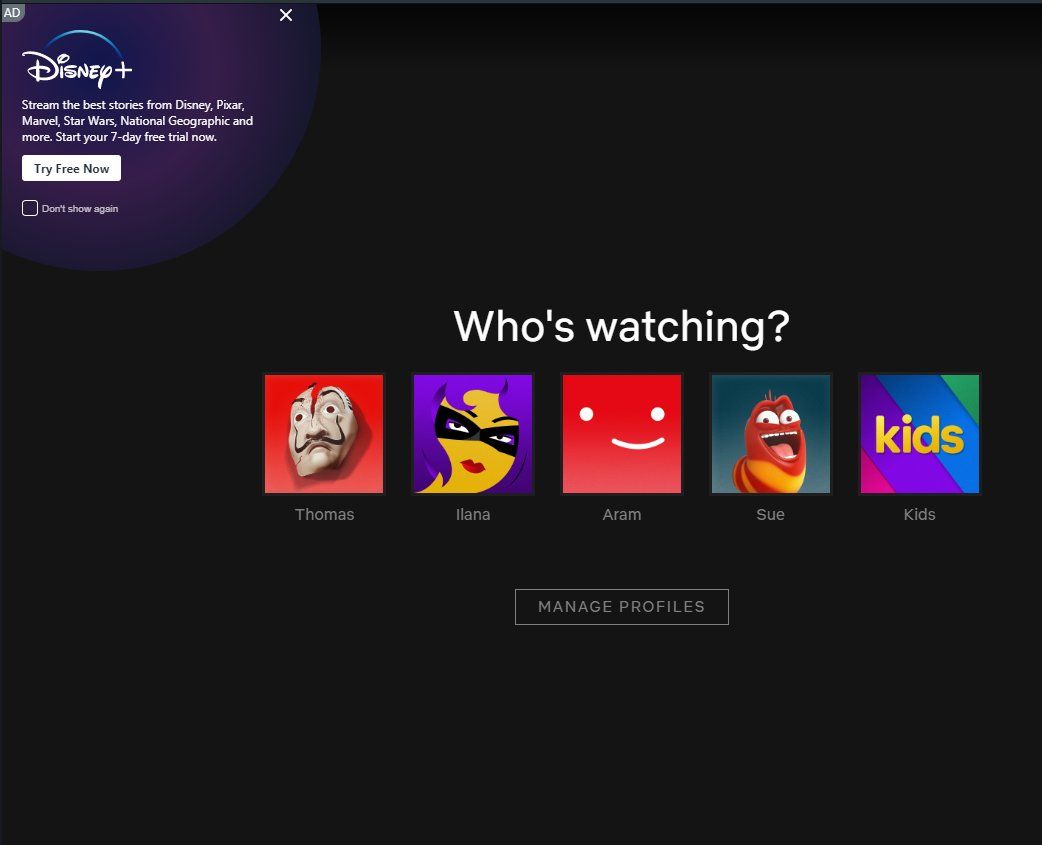 AD
Disney+
Stream the best stories from Disney, Pixar,
Marvel, Star Wars, National Geographic and
more. Start your 7-day free trial now.
Try Free Now
Don't show again
Who's watching?
kids
Thomas
Ilana
Aram
Sue
Kids
MANAGE PROFILES